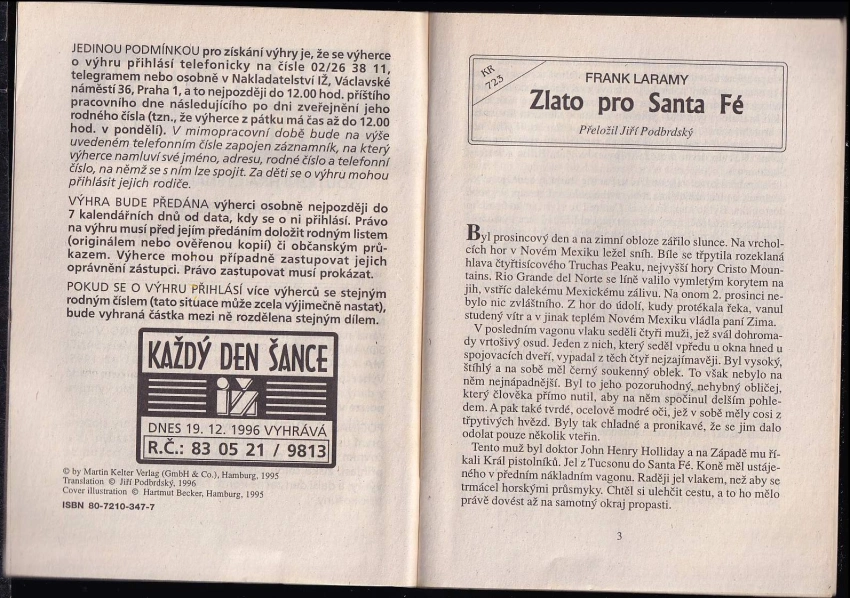 JEDINOU PODMÍNKOU pro získání výhry je, že se výherce
o výhru přihlásí telefonicky na čísle 02/26 38 11,
telegramem nebo osobně v Nakladatelství IŽ, Václavské
náměstí 36, Praha 1, a to nejpozději do 12.00 hod. příštího
pracovního dne následujícího po dni zveřejnění jeho
rodného čísla (tzn., že výherce z pátku má čas až do 12.00
hod. v pondělí). V mimopracovní době bude na výše
uvedeném telefonním čísle zapojen záznamník, na který
výherce namluví své jméno, adresu, rodné číslo a telefonní
číslo, na němž se s ním lze spojit. Za děti se o výhru mohou
přihlásit jejich rodiče.
VÝHRA BUDE PŘEDÁNA výherci osobně nejpozději do
7 kalendářních dnů od data, kdy se o ni přihlásí. Právo
na výhru musí před jejím předáním doložit rodným listem
(originálem nebo ověřenou kopií) či občanským prů-
kazem. Výherce mohou případně zastupovat jejich
oprávnění zástupci. Právo zastupovat musí prokázat.
POKUD SE O VÝHRU PŘIHLÁSÍ více výherců se stejným
rodným číslem (tato situace může zcela výjimečně nastat),
bude vyhraná částka mezi ně rozdělena stejným dílem.
KAŽDÝ DEN ŠANCE
iž
DNES 19. 12. 1996 VYHRÁVÁ
R.Č.: 83 05 21 / 9813
© by Martin Kelter Verlag (GmbH & Co.), Hamburg, 1995
Translation © Jiří Podbrdský, 1996
Cover illustration © Hartmut Becker, Hamburg, 1995
ISBN 80-7210-347-7
KR
723
FRANK LARAMY
Zlato pro Santa Fé
Přeložil Jiří Podbrdský
Byl prosincový den a na zimní obloze zářilo slunce. Na vrchol-
cích hor v Novém Mexiku ležel sníh. Bíle se třpytila rozeklaná
hlava čtyřtisícového Truchas Peaku, nejvyšší hory Cristo Moun-
tains. Rio Grande del Norte se líně valilo vymletým korytem na
jih, vstříc dalekému Mexickému zálivu. Na onom 2. prosinci ne-
bylo nic zvláštního. Z hor do údolí, kudy protékala řeka, vanul
studený vítr a v jinak teplém Novém Mexiku vládla paní Zima.
V posledním vagonu vlaku seděli čtyři muži, jež svál dohroma-
dy vrtošivý osud. Jeden z nich, který seděl vpředu u okna hned u
spojovacích dveří, vypadal z těch čtyř nejzajímavěji. Byl vysoký,
štíhlý a na sobě měl černý soukenný oblek. To však nebylo na
něm nejnápadnější. Byl to jeho pozoruhodný, nehybný obličej,
který člověka přímo nutil, aby na něm spočinul delším pohle-
dem. A pak také tvrdé, ocelově modré oči, jež v sobě měly cosi z
třpytivých hvězd. Byly tak chladné a pronikavé, že se jim dalo
odolat pouze několik vteřin.
Tento muž byl doktor John Henry Holliday a na Západě mu ří-
kali Král pistolníků. Jel z Tucsonu do Santa Fé. Koně měl ustáje-
ného v předním nákladním vagonu. Raději jel vlakem, než aby se
trmácel horskými průsmyky. Chtěl si ulehčit cestu, a to ho mělo
právě dovést až na samotný okraj propasti.
3